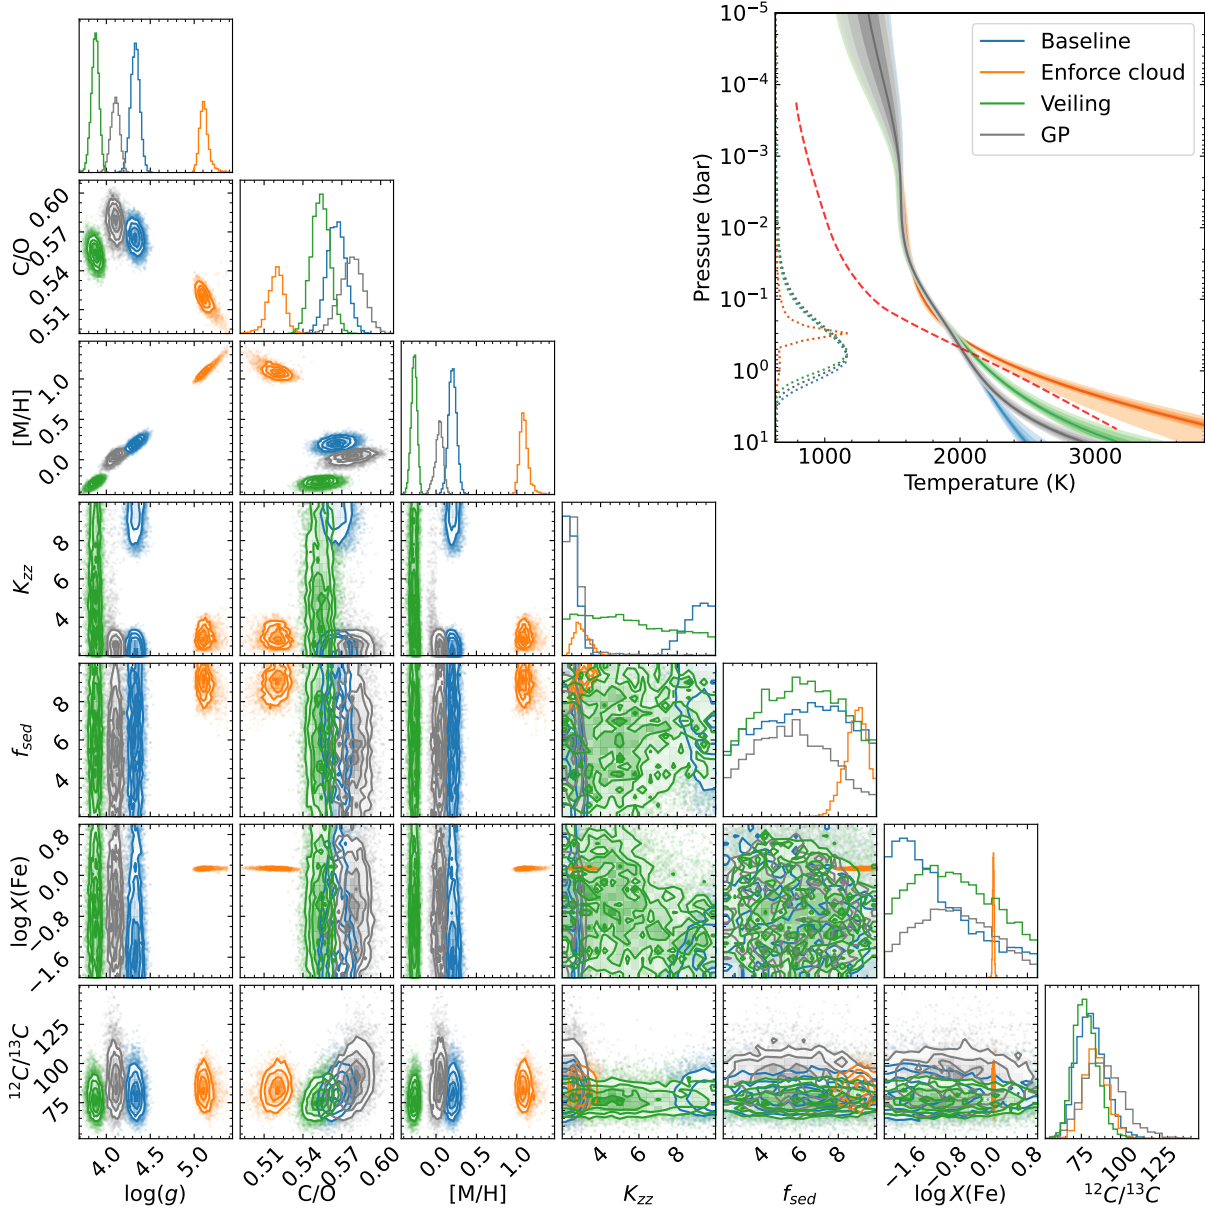 10⁻⁵
10⁻⁴
10⁻³
10⁻²
10⁻¹
10⁰
10¹
Pressure (bar)
1000
2000
3000
Temperature (K)
Baseline
Enforce cloud
Veiling
GP
0.60
0.57
0.54
0.51
C/O
1.0
0.5
0.0
[M/H]
8
6
4
K_zz
8
6
4
f_sed
0.8
0.0
−0.8
−1.6
log X(Fe)
125
100
75
¹²C/¹³C
4.0
4.5
5.0
log(g)
0.51
0.54
0.57
0.60
C/O
0.0
0.5
1.0
[M/H]
4
6
8
K_zz
4
6
8
f_sed
−1.6
−0.8
0.0
0.8
log X(Fe)
75
100
125
¹²C/¹³C